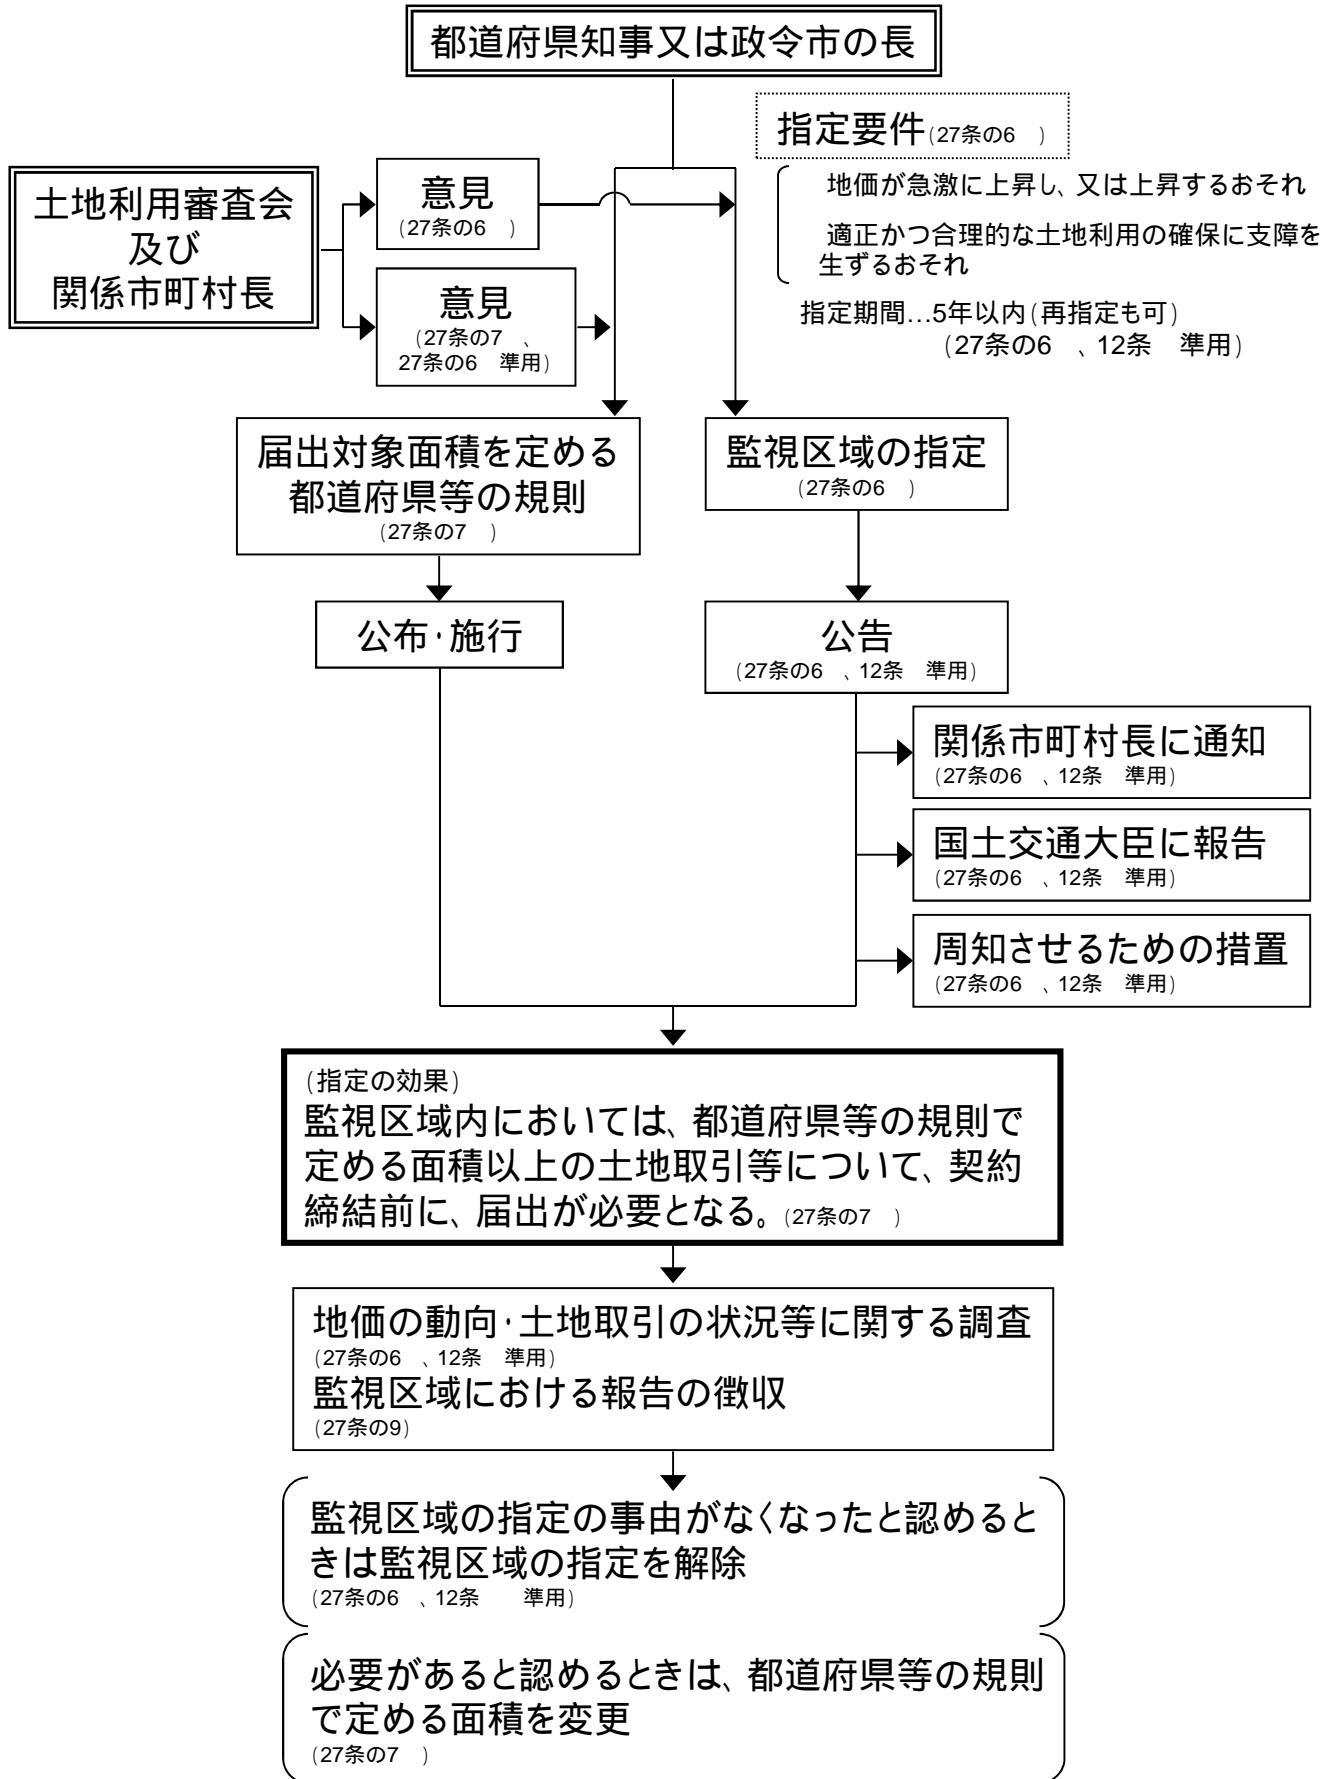 都道府県知事又は政令市の長
指定要件(27条の6　)
地価が急激に上昇し、又は上昇するおそれ
適正かつ合理的な土地利用の確保に支障を
生ずるおそれ
指定期間…5年以内(再指定も可)
(27条の6　、12条　準用)
土地利用審査会
及び
関係市町村長
意見
(27条の6　)
意見
(27条の7　、
27条の6　準用)
届出対象面積を定める
都道府県等の規則
(27条の7　)
監視区域の指定
(27条の6　)
公布・施行
公告
(27条の6　、12条　準用)
関係市町村長に通知
(27条の6　、12条　準用)
国土交通大臣に報告
(27条の6　、12条　準用)
周知させるための措置
(27条の6　、12条　準用)
(指定の効果)
監視区域内においては、都道府県等の規則で
定める面積以上の土地取引等について、契約
締結前に、届出が必要となる。(27条の7　)
地価の動向・土地取引の状況等に関する調査
(27条の6　、12条　準用)
監視区域における報告の徴収
(27条の9)
監視区域の指定の事由がなくなったと認めると
きは監視区域の指定を解除
(27条の6　、12条　　準用)
必要があると認めるときは、都道府県等の規則
で定める面積を変更
(27条の7　)